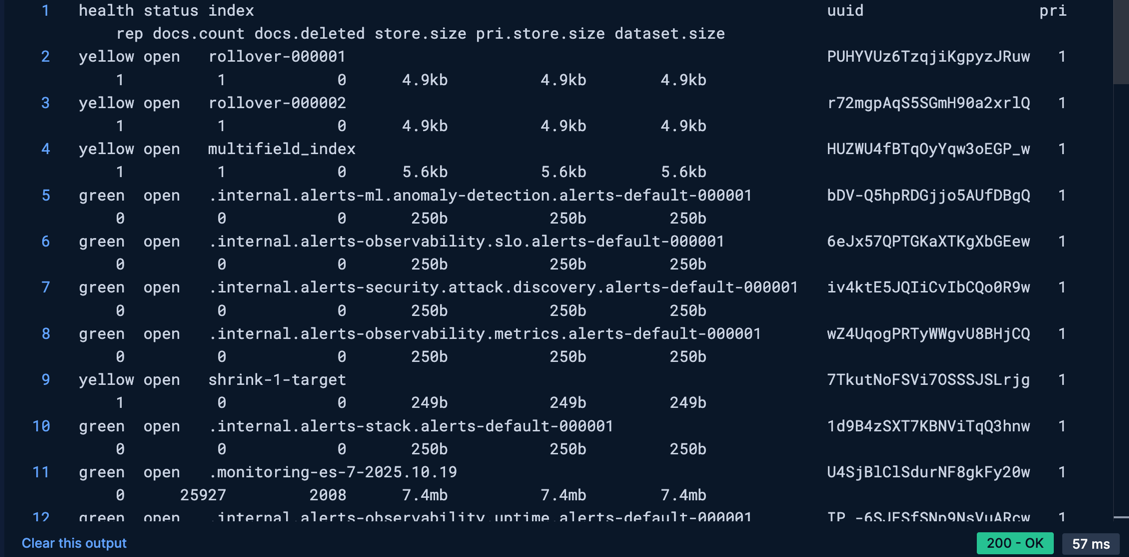 1 health status index uuid pri
rep docs.count docs.deleted store.size pri.store.size dataset.size
2 yellow open rollover-000001 PUHYVUz6TzqjiKgpyzJRuw 1
1 1 0 4.9kb 4.9kb 4.9kb
3 yellow open rollover-000002 r72mgpAqS5SGmH90a2xrlQ 1
1 1 0 4.9kb 4.9kb 4.9kb
4 yellow open multifield_index HUZWU4fBTqOyYqw3oEGP_w 1
1 1 0 5.6kb 5.6kb 5.6kb
5 green open .internal.alerts-ml.anomaly-detection.alerts-default-000001 bDV-Q5hpRDGjjo5AUfDBgQ 1
0 0 0 250b 250b 250b
6 green open .internal.alerts-observability.slo.alerts-default-000001 6eJx57QPTGKaXTKgXbGEew 1
0 0 0 250b 250b 250b
7 green open .internal.alerts-security.attack.discovery.alerts-default-000001 iv4ktE5JQIiCvIbCQo0R9w 1
0 0 0 250b 250b 250b
8 green open .internal.alerts-observability.metrics.alerts-default-000001 wZ4UqogPRTyWWgvU8BHjCQ 1
0 0 0 250b 250b 250b
9 yellow open shrink-1-target 7TkutNoFSVi7OSSSJSLrjg 1
1 0 0 249b 249b 249b
10 green open .internal.alerts-stack.alerts-default-000001 1d9B4zSXT7KBNViTqQ3hnw 1
0 0 0 250b 250b 250b
11 green open .monitoring-es-7-2025.10.19 U4SjBlClSdurNF8gkFy20w 1
0 25927 2008 7.4mb 7.4mb 7.4mb
12 green open .internal.alerts-observability.uptime.alerts-default-000001 1
Clear this output 200 - OK 57 ms